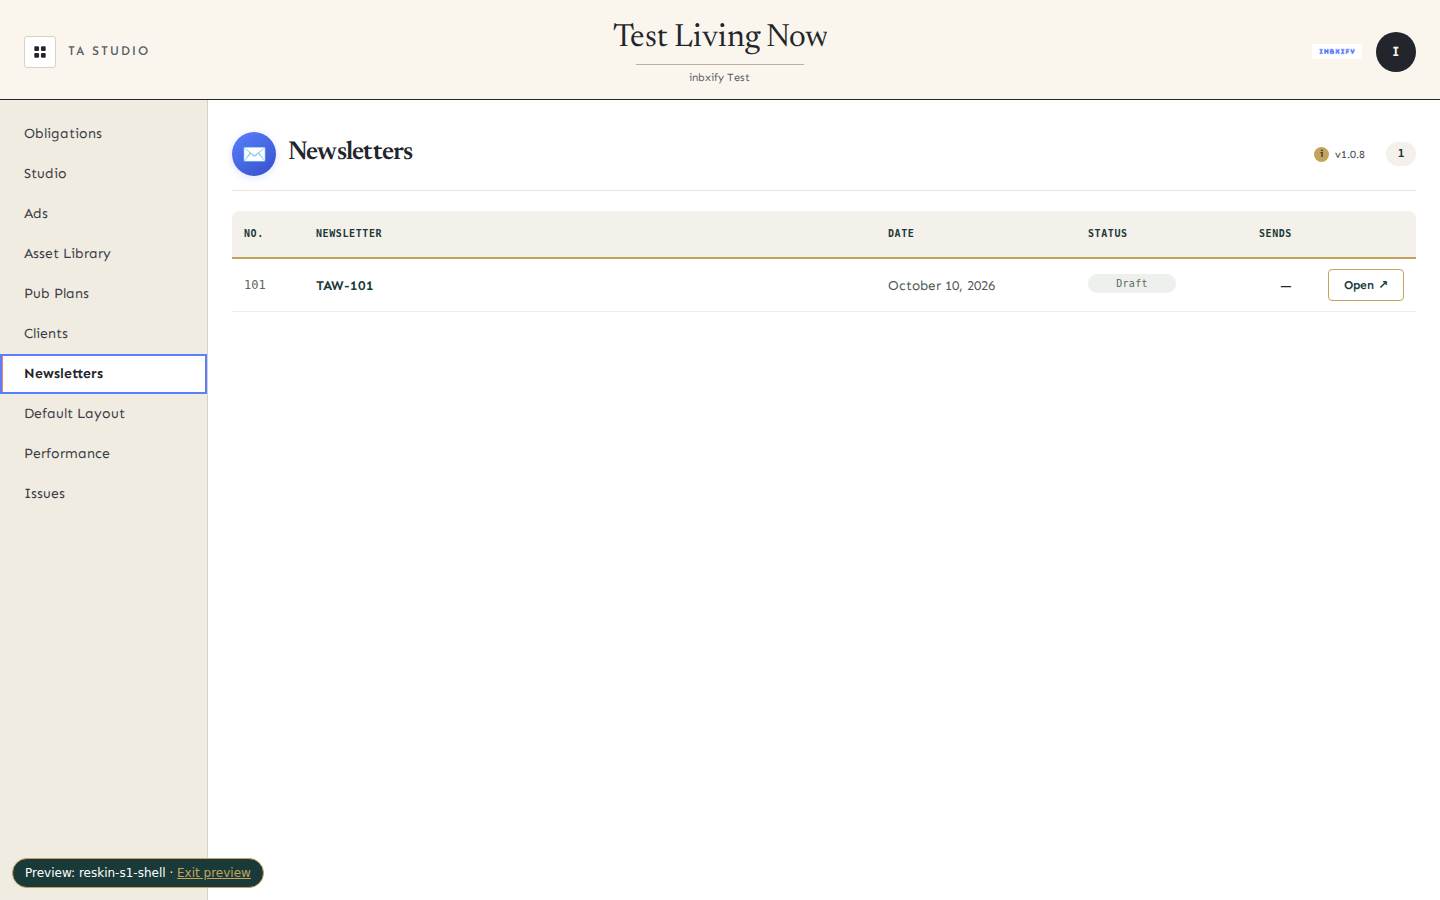 TA STUDIO
Test Living Now
inbxify Test
INBXIFY
I
Obligations
Studio
Ads
Asset Library
Pub Plans
Clients
Newsletters
Default Layout
Performance
Issues
Newsletters
i v1.0.8 1
NO. NEWSLETTER DATE STATUS SENDS
101 TAW-101 October 10, 2026 Draft — Open ↗
Preview: reskin-s1-shell · Exit preview